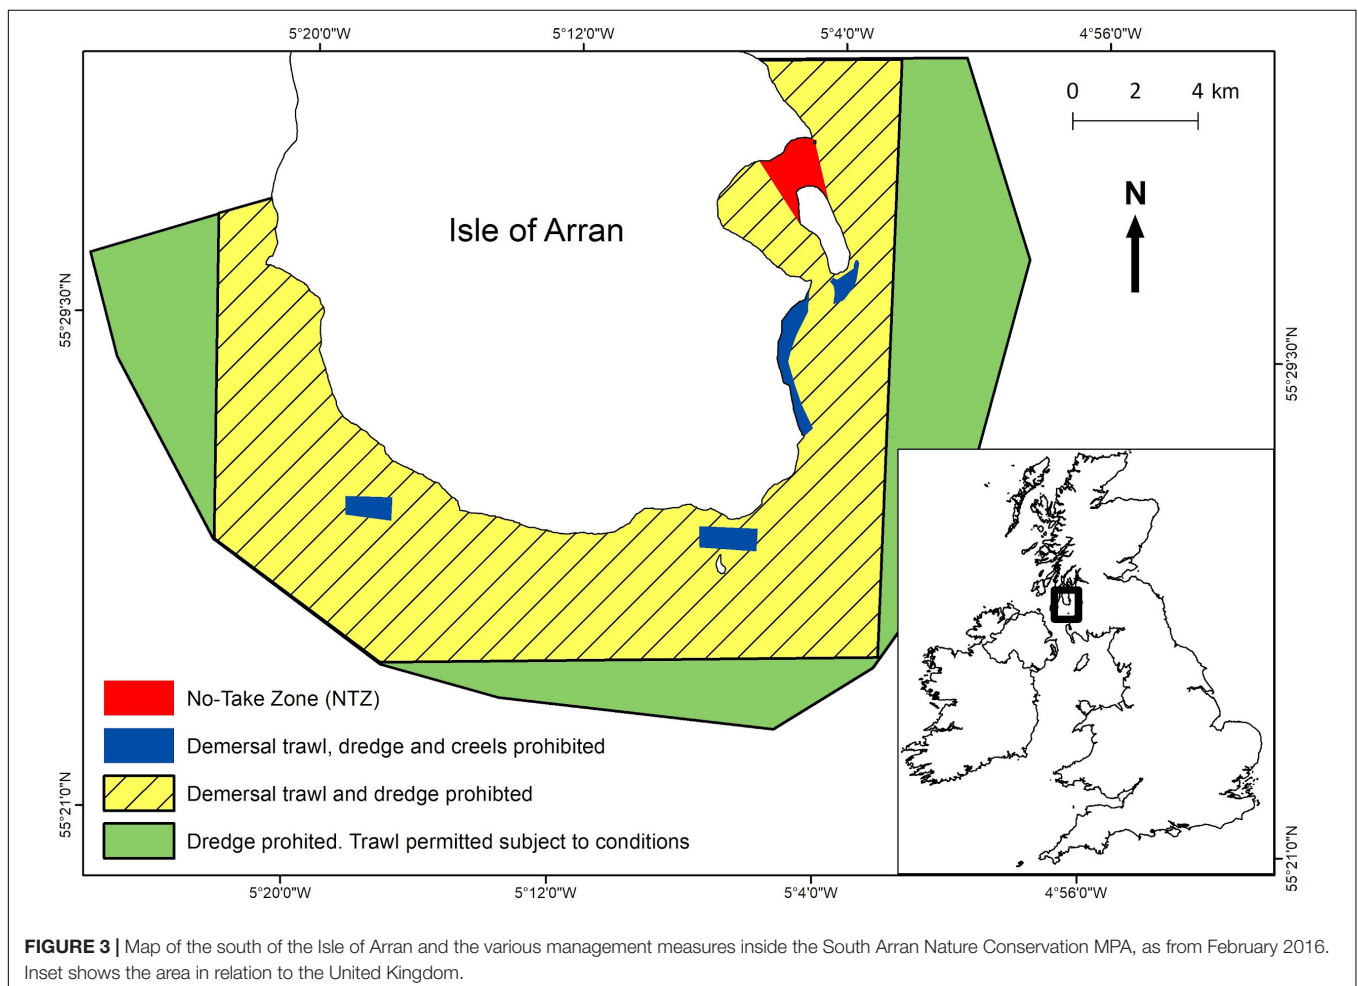 5°20'0"W
5°12'0"W
5°4'0"W
4°56'0"W
0 2 4 km
N
Isle of Arran
55°29'30"N
55°29'30"N
No-Take Zone (NTZ)
Demersal trawl, dredge and creels prohibited
Demersal trawl and dredge prohibted
Dredge prohited. Trawl permitted subject to conditions
55°21'0"N
55°21'0"N
5°20'0"W
5°12'0"W
5°4'0"W
4°56'0"W
FIGURE 3 | Map of the south of the Isle of Arran and the various management measures inside the South Arran Nature Conservation MPA, as from February 2016.
Inset shows the area in relation to the United Kingdom.